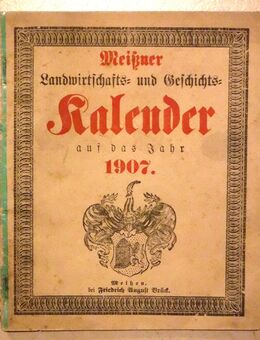 Meißner
Landwirtschafts- und Geschichts-
Kalender
auf das Jahr
1907.
Meißen,
bei Friedrich August Brück.